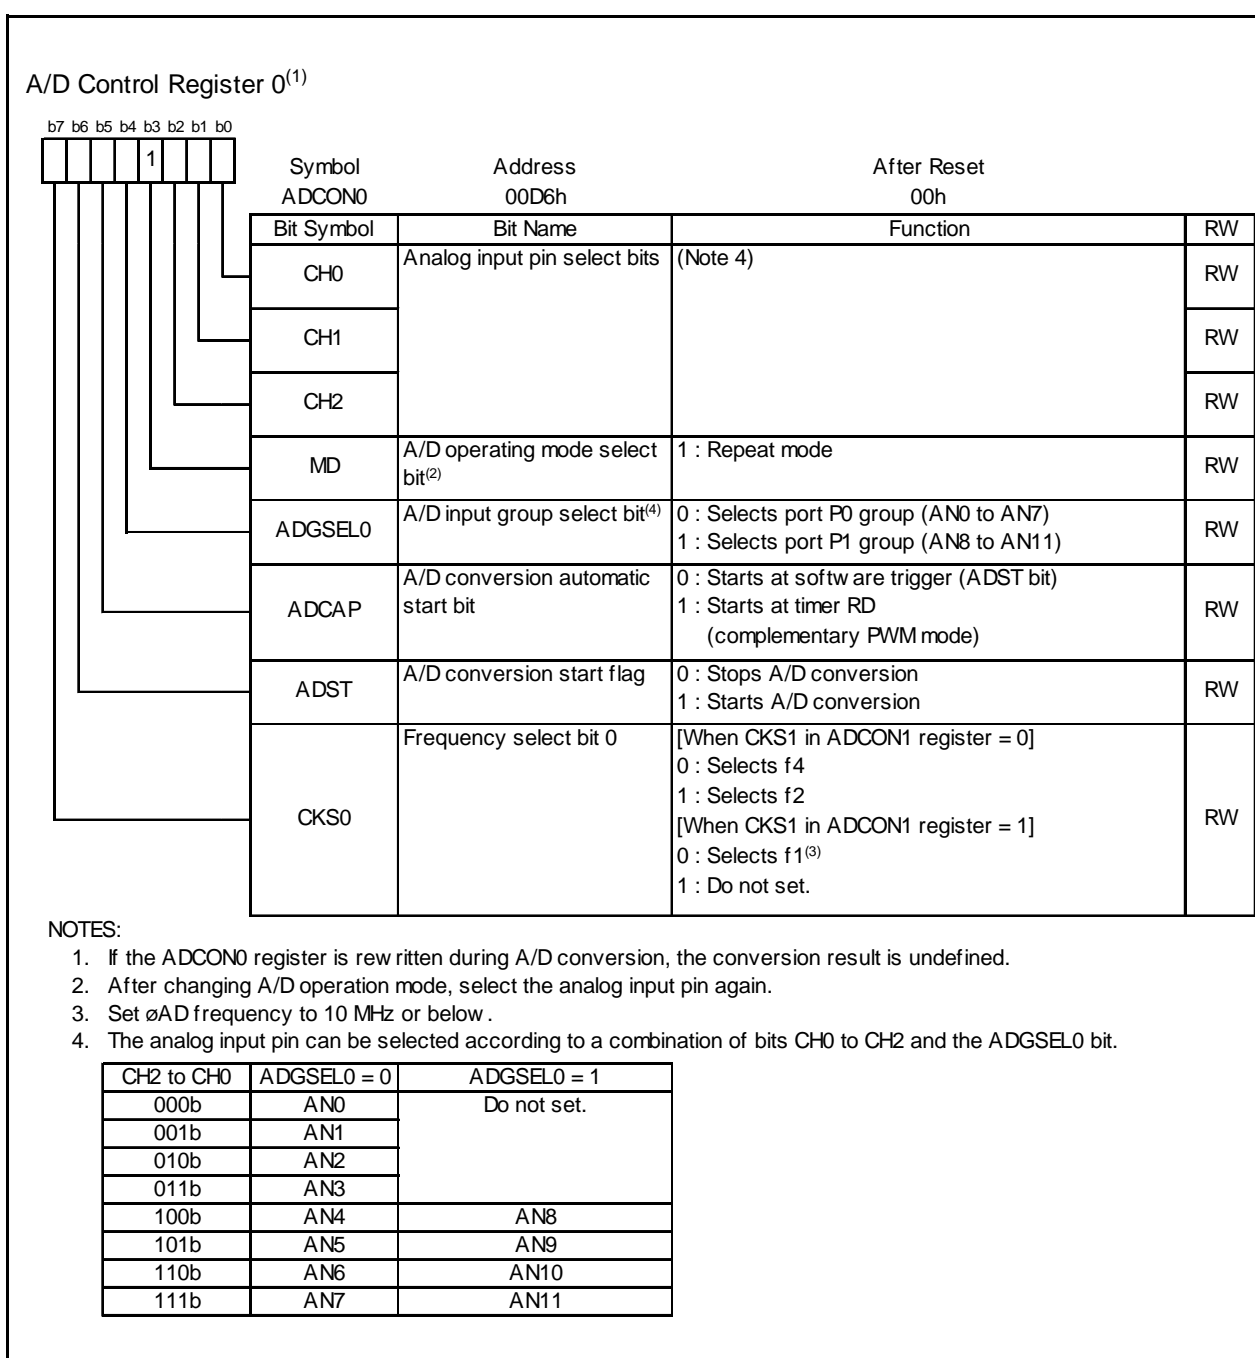 A/D Control Register 0(1)
b7 b6 b5 b4 b3 b2 b1 b0
1
Symbol Address After Reset
ADCON0 00D6h 00h
Bit Symbol Bit Name Function RW
CH0 Analog input pin select bits (Note 4) RW
CH1 RW
CH2 RW
MD A/D operating mode select bit(2) 1 : Repeat mode RW
ADGSEL0 A/D input group select bit(4) 0 : Selects port P0 group (AN0 to AN7)
1 : Selects port P1 group (AN8 to AN11) RW
ADCAP A/D conversion automatic start bit 0 : Starts at software trigger (ADST bit)
1 : Starts at timer RD
(complementary PWM mode) RW
ADST A/D conversion start flag 0 : Stops A/D conversion
1 : Starts A/D conversion RW
CKS0 Frequency select bit 0 [When CKS1 in ADCON1 register = 0]
0 : Selects f4
1 : Selects f2
[When CKS1 in ADCON1 register = 1]
0 : Selects f1(3)
1 : Do not set. RW
NOTES:
1. If the ADCON0 register is rewritten during A/D conversion, the conversion result is undefined.
2. After changing A/D operation mode, select the analog input pin again.
3. Set øAD frequency to 10 MHz or below.
4. The analog input pin can be selected according to a combination of bits CH0 to CH2 and the ADGSEL0 bit.
CH2 to CH0 ADGSEL0 = 0 ADGSEL0 = 1
000b AN0 Do not set.
001b AN1
010b AN2
011b AN3
100b AN4 AN8
101b AN5 AN9
110b AN6 AN10
111b AN7 AN11